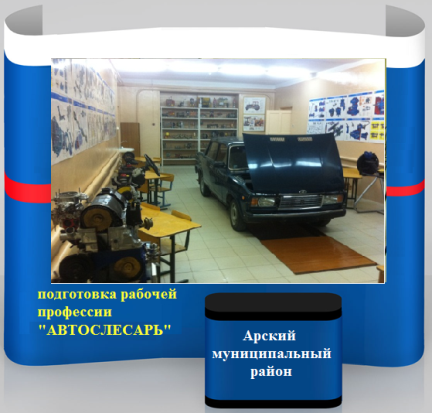 подготовка рабочей
профессии
"АВТОСЛЕСАРЬ"
Арский
муниципальный
район